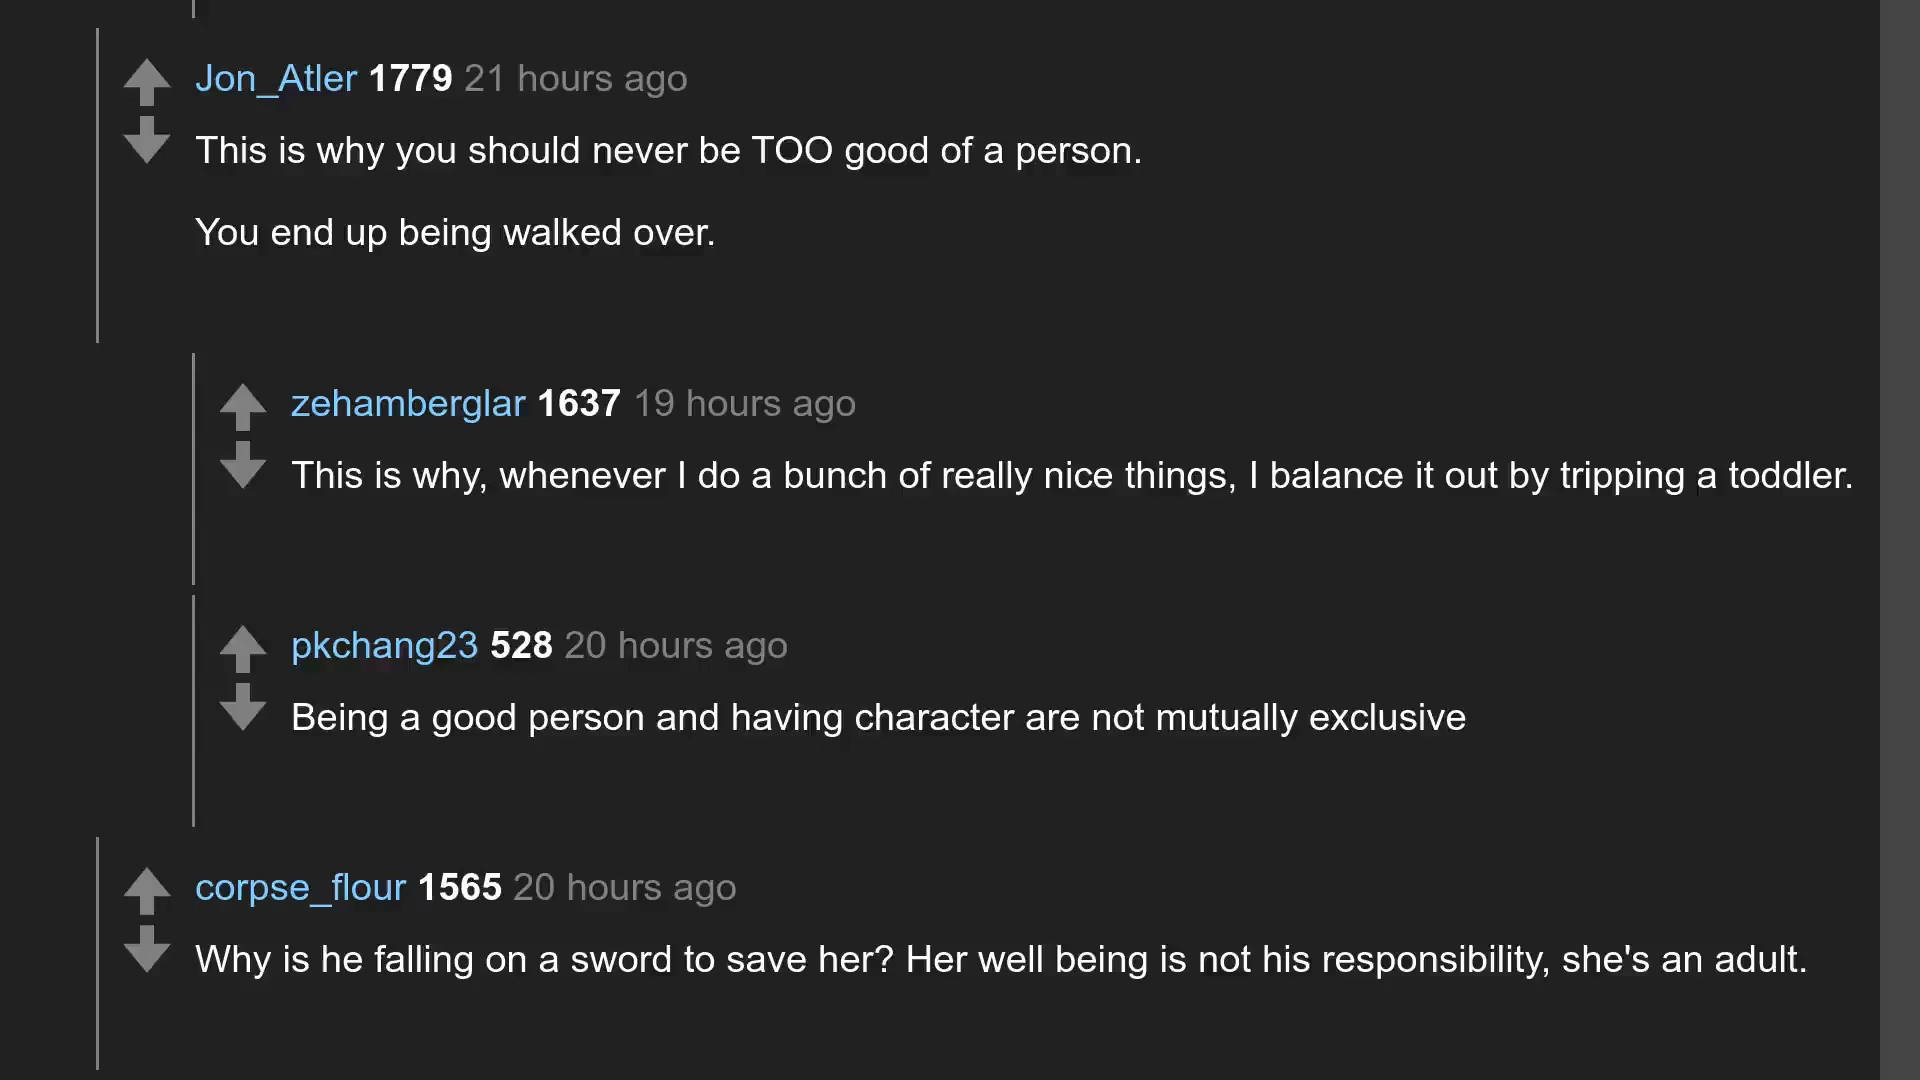 Jon_Atler 1779 21 hours ago
This is why you should never be TOO good of a person.
You end up being walked over.
zehamberglar 1637 19 hours ago
This is why, whenever I do a bunch of really nice things, I balance it out by tripping a toddler.
pkchang23 528 20 hours ago
Being a good person and having character are not mutually exclusive
corpse_flour 1565 20 hours ago
Why is he falling on a sword to save her? Her well being is not his responsibility, she's an adult.